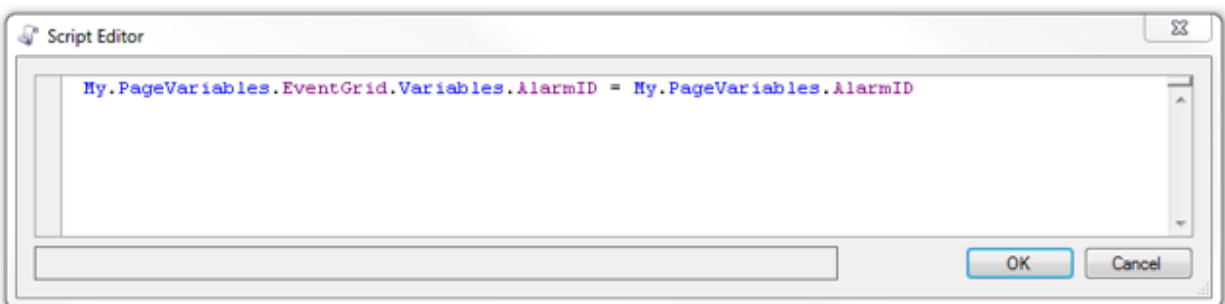 Script Editor
My.PageVariables.EventGrid.Variables.AlarmID = My.PageVariables.AlarmID
OK
Cancel